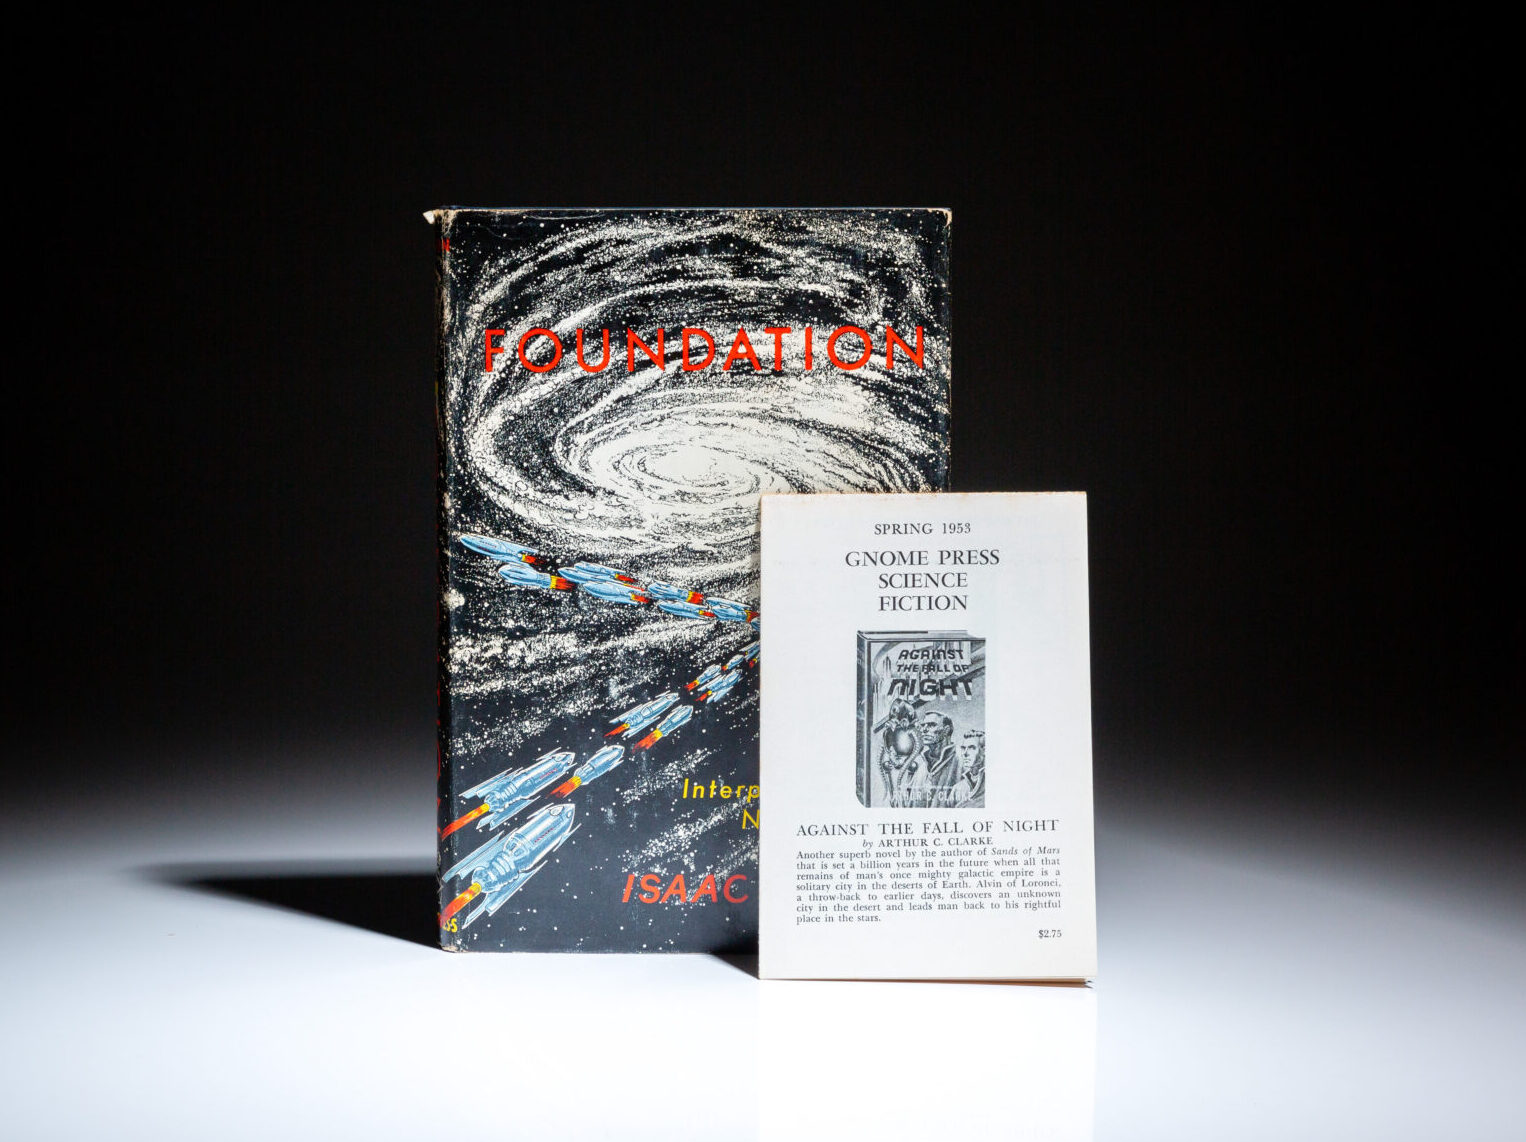 FOUNDATION
Interp
N
ISAAC
SPRING 1953
GNOME PRESS
SCIENCE
FICTION
AGAINST
THE FALL OF
NIGHT
ARTHUR C. CLARKE
AGAINST THE FALL OF NIGHT
by ARTHUR C. CLARKE
Another superb novel by the author of Sands of Mars
that is set a billion years in the future when all that
remains of man's once mighty galactic empire is a
solitary city in the deserts of Earth. Alvin of Loronei,
a throw-back to earlier days, discovers an unknown
city in the desert and leads man back to his rightful
place in the stars.
$2.75